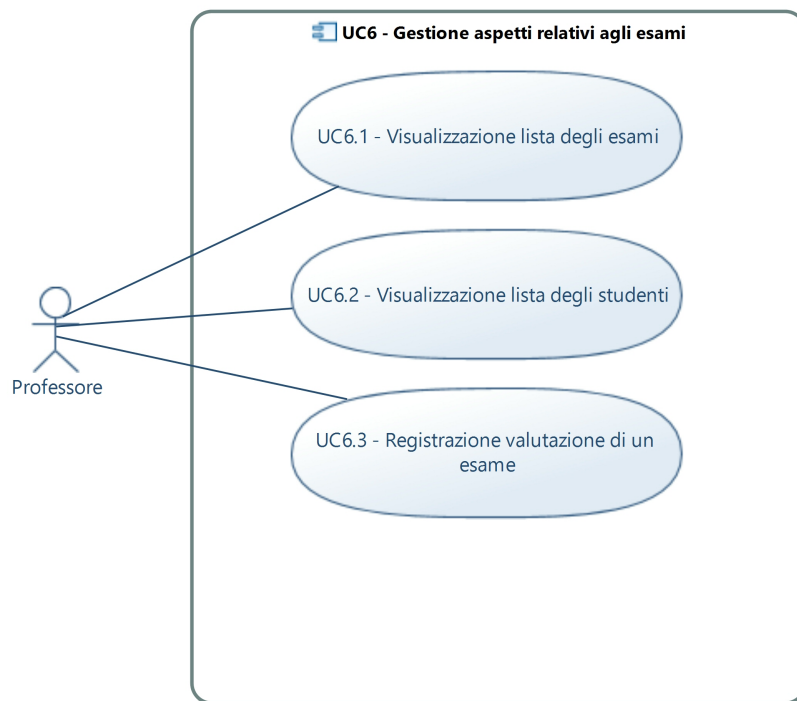 UC6 - Gestione aspetti relativi agli esami
UC6.1 - Visualizzazione lista degli esami
UC6.2 - Visualizzazione lista degli studenti
Professore
UC6.3 - Registrazione valutazione di un
esame